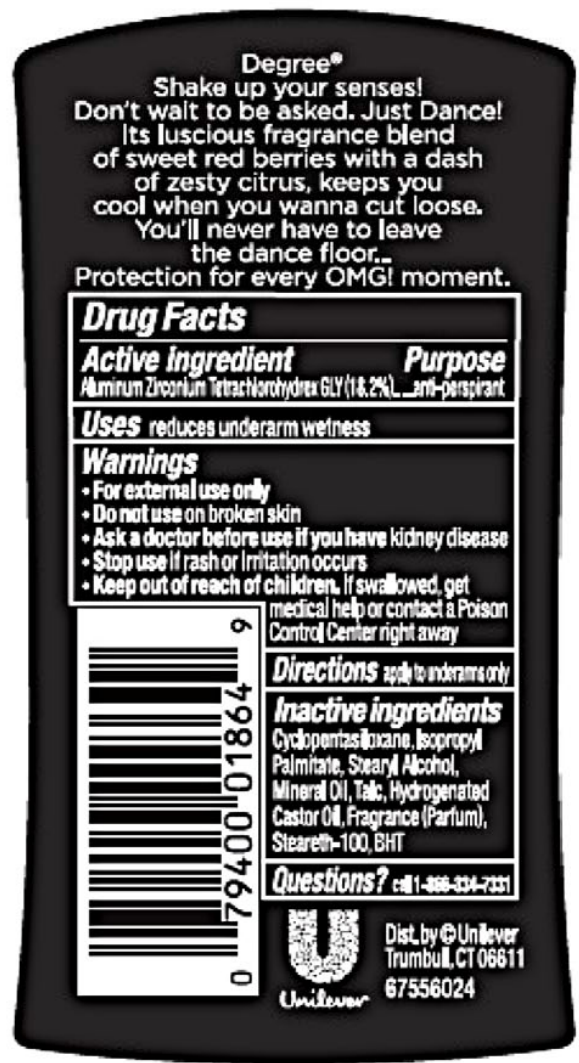 Degree®
Shake up your senses!
Don't wait to be asked. Just Dance!
Its luscious fragrance blend
of sweet red berries with a dash
of zesty citrus, keeps you
cool when you wanna cut loose.
You'll never have to leave
the dance floor...
Protection for every OMG! moment.
Drug Facts
Active ingredient Purpose
Aluminum Zirconium Tetrachlorohydrex GLY (18.2%)...anti-perspirant
Uses reduces underarm wetness
Warnings
• For external use only
• Do not use on broken skin
• Ask a doctor before use if you have kidney disease
• Stop use if rash or irritation occurs
• Keep out of reach of children. If swallowed, get
medical help or contact a Poison
Control Center right away
Directions apply to underarms only
Inactive ingredients
Cyclopentasiloxane, Isopropyl
Palmitate, Stearyl Alcohol,
Mineral Oil, Talc, Hydrogenated
Castor Oil, Fragrance (Parfum),
Steareth-100, BHT
Questions? call 1-866-334-7331
0 79400 01864 9
Unilever
Dist. by © Unilever
Trumbull, CT 06611
67556024